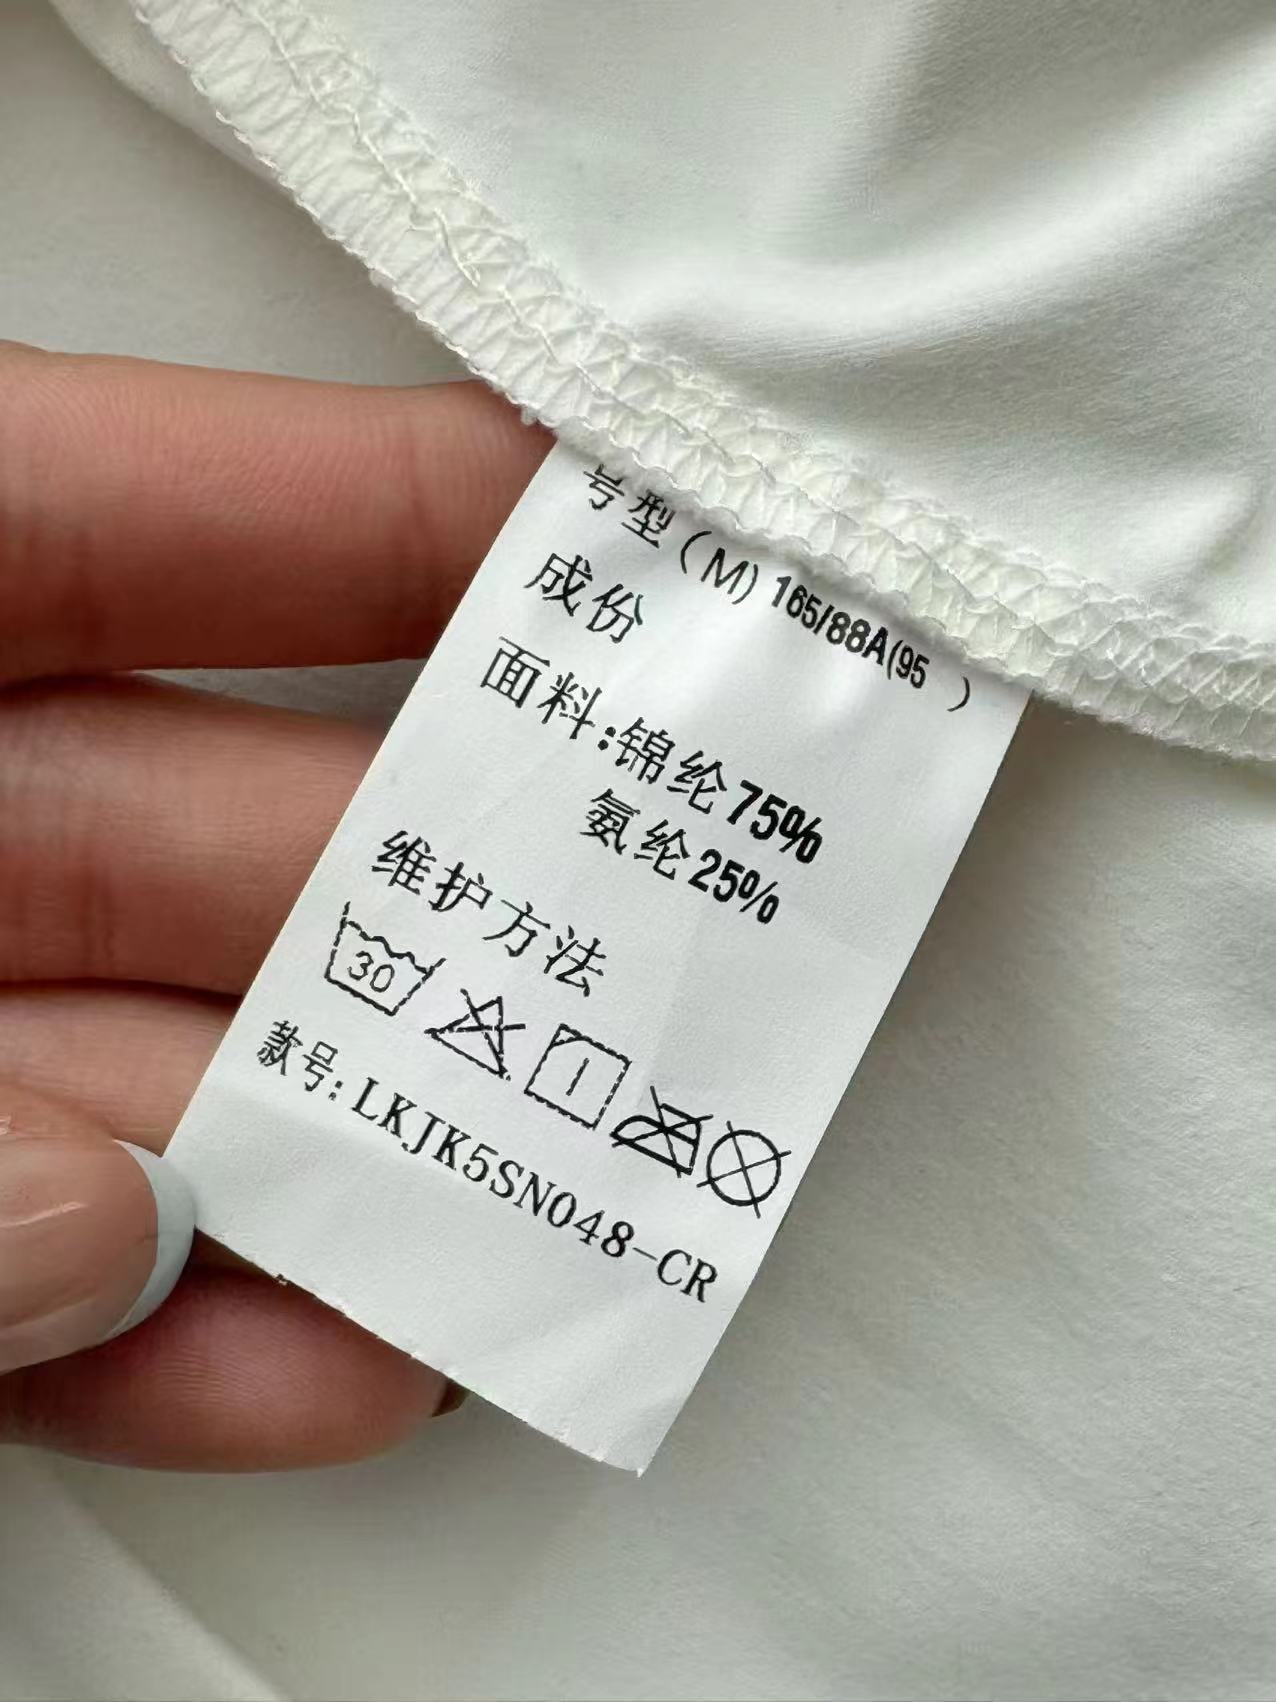 号型（M）165/88A(95 )
成份
面料:锦纶75%
氨纶25%
维护方法
30
款号:LKJK5SN048-CR